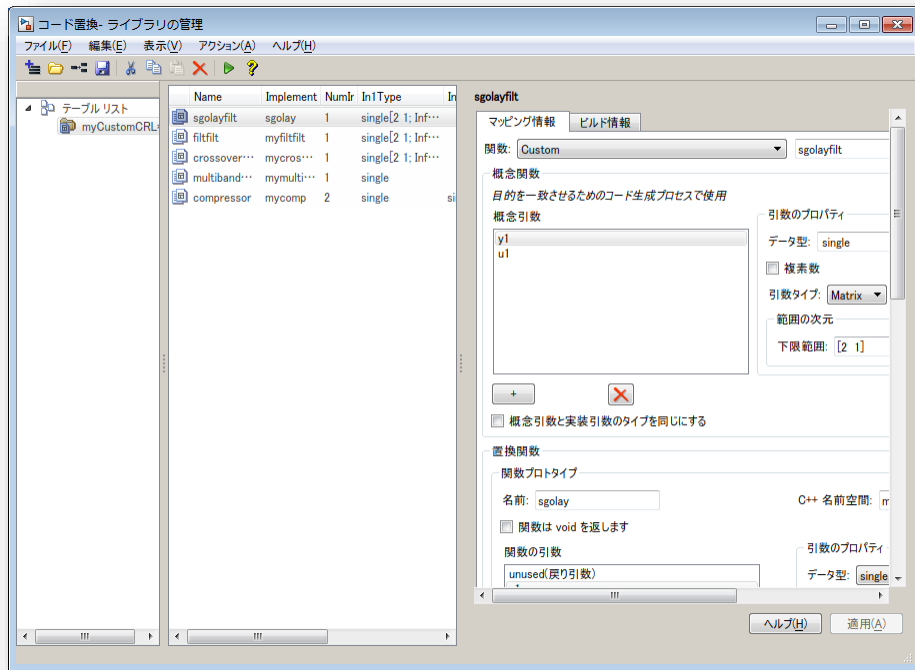 コード置換- ライブラリの管理
ファイル(F) 編集(E) 表示(V) アクション(A) ヘルプ(H)
テーブル リスト
myCustomCRL
Name Implement NumIr In1Type In
sgolayfilt sgolay 1 single[2 1; Inf…
filtfilt myfiltfilt 1 single[2 1; Inf…
crossover… mycros… 1 single[2 1; Inf…
multiband… mymulti… 1 single
compressor mycomp 2 single si
sgolayfilt
マッピング情報 ビルド情報
関数: Custom sgolayfilt
概念関数
目的を一致させるためのコード生成プロセスで使用
概念引数
y1
u1
引数のプロパティ
データ型: single
複素数
引数タイプ: Matrix
範囲の次元
下限範囲: [2 1]
+
概念引数と実装引数のタイプを同じにする
置換関数
関数プロトタイプ
名前: sgolay C++ 名前空間: m
関数は void を返します
関数の引数
unused(戻り引数)
引数のプロパティ
データ型: single
ヘルプ(H) 適用(A)